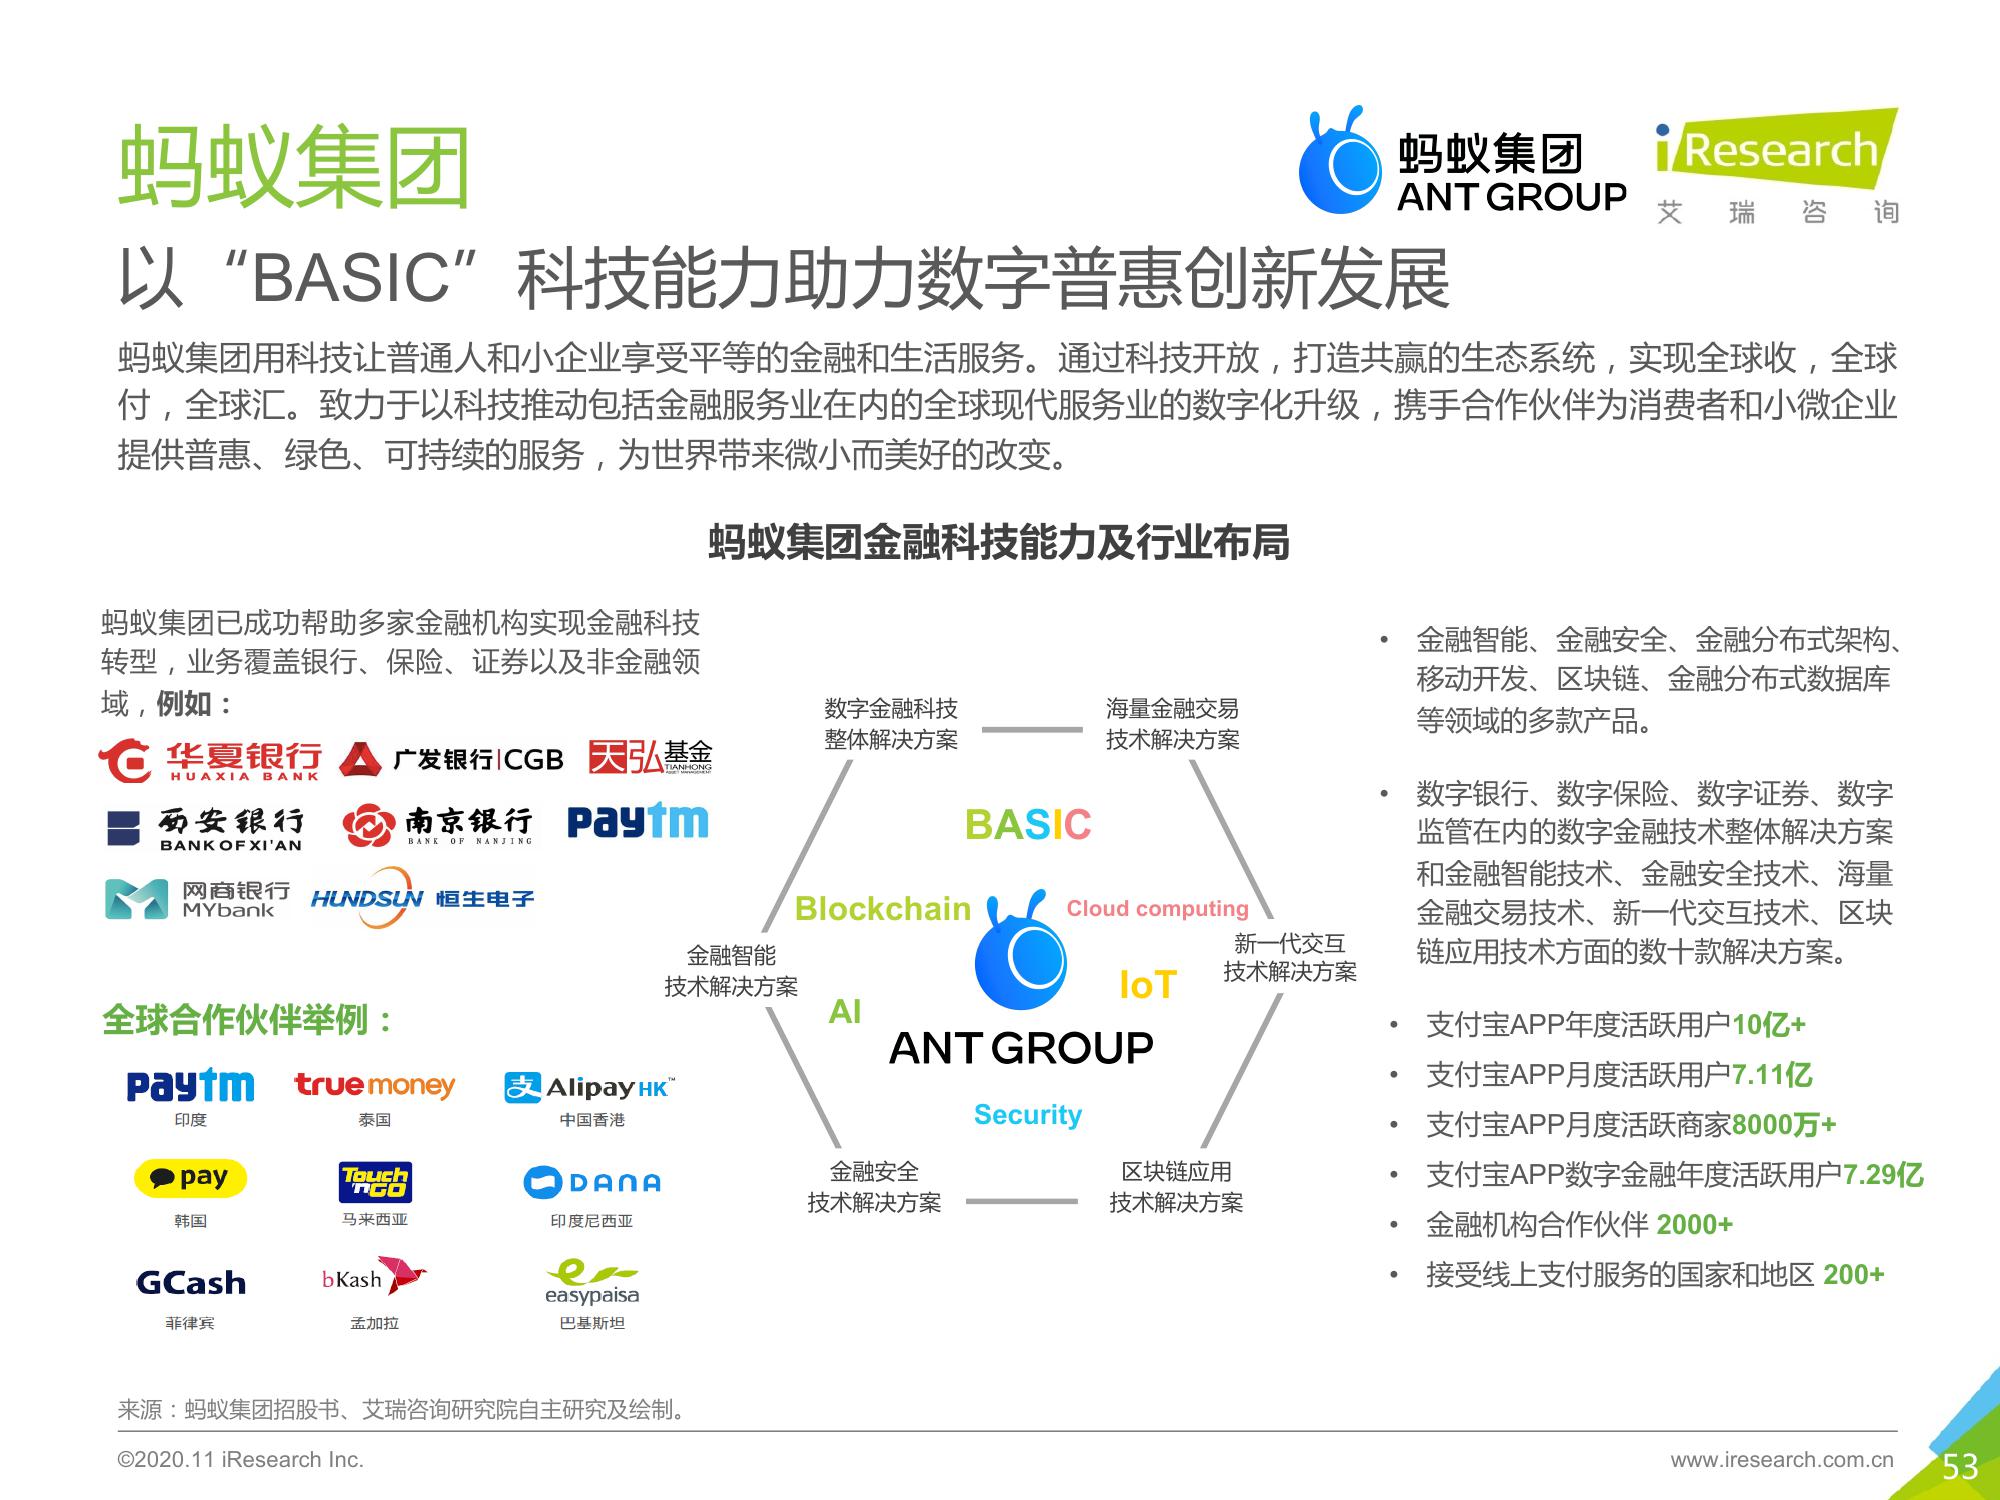 蚂蚁集团
蚂蚁集团
ANT GROUP
iResearch
艾瑞咨询
以“BASIC”科技能力助力数字普惠创新发展
蚂蚁集团用科技让普通人和小企业享受平等的金融和生活服务。通过科技开放，打造共赢的生态系统，实现全球收，全球
付，全球汇。致力于以科技推动包括金融服务业在内的全球现代服务业的数字化升级，携手合作伙伴为消费者和小微企业
提供普惠、绿色、可持续的服务，为世界带来微小而美好的改变。
蚂蚁集团金融科技能力及行业布局
蚂蚁集团已成功帮助多家金融机构实现金融科技
转型，业务覆盖银行、保险、证券以及非金融领
域，例如：
华夏银行
HUAXIA BANK
广发银行|CGB
天弘基金
TIANHONG
ASSET MANAGEMENT
西安银行
BANK OF XI'AN
南京银行
BANK OF NANJING
paytm
网商银行
MYbank
HUNDSUN 恒生电子
全球合作伙伴举例：
paytm
印度
truemoney
泰国
支 Alipay HK™
中国香港
pay
韩国
Touch 'n GO
马来西亚
DANA
印度尼西亚
GCash
菲律宾
bKash
孟加拉
easypaisa
巴基斯坦
数字金融科技
整体解决方案
海量金融交易
技术解决方案
BASIC
Blockchain
Cloud computing
金融智能
技术解决方案
新一代交互
技术解决方案
IoT
AI
ANT GROUP
Security
金融安全
技术解决方案
区块链应用
技术解决方案
• 金融智能、金融安全、金融分布式架构、
移动开发、区块链、金融分布式数据库
等领域的多款产品。
• 数字银行、数字保险、数字证券、数字
监管在内的数字金融技术整体解决方案
和金融智能技术、金融安全技术、海量
金融交易技术、新一代交互技术、区块
链应用技术方面的数十款解决方案。
• 支付宝APP年度活跃用户10亿+
• 支付宝APP月度活跃用户7.11亿
• 支付宝APP月度活跃商家8000万+
• 支付宝APP数字金融年度活跃用户7.29亿
• 金融机构合作伙伴 2000+
• 接受线上支付服务的国家和地区 200+
来源：蚂蚁集团招股书、艾瑞咨询研究院自主研究及绘制。
©2020.11 iResearch Inc.
www.iresearch.com.cn
53